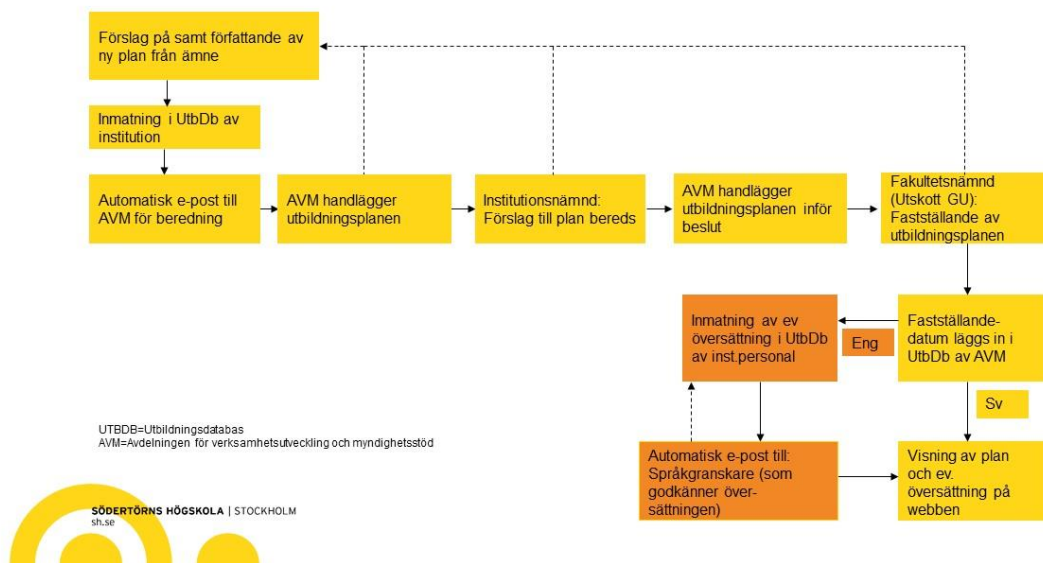 Förslag på samt författande av
ny plan från ämne
Inmatning i UtbDb av
institution
Automatisk e-post till
AVM för beredning
AVM handlägger
utbildningsplanen
Institutionsnämnd:
Förslag till plan bereds
AVM handlägger
utbildningsplanen inför
beslut
Fakultetsnämnd
(Utskott GU):
Fastställande av
utbildningsplanen
Inmatning av ev
översättning i UtbDb
av inst.personal
Eng
Fastställande-
datum läggs in i
UtbDb av AVM
Sv
Automatisk e-post till:
Språkgranskare (som
godkänner över-
sättningen)
Visning av plan
och ev.
översättning på
webben
UTBDB=Utbildningsdatabas
AVM=Avdelningen för verksamhetsutveckling och myndighetsstöd
SÖDERTÖRNS HÖGSKOLA | STOCKHOLM
sh.se